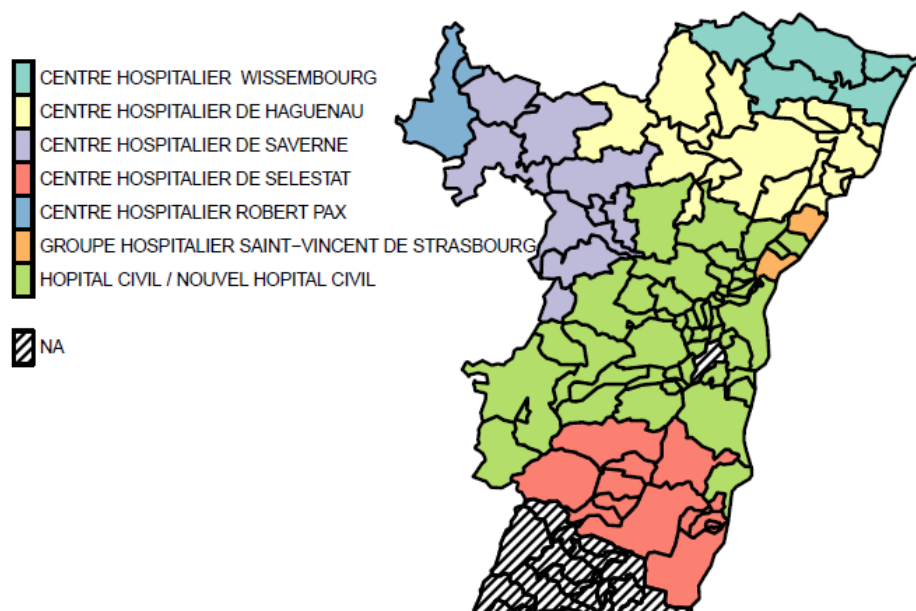 CENTRE HOSPITALIER  WISSEMBOURG
CENTRE HOSPITALIER DE HAGUENAU
CENTRE HOSPITALIER DE SAVERNE
CENTRE HOSPITALIER DE SELESTAT
CENTRE HOSPITALIER ROBERT PAX
GROUPE HOSPITALIER SAINT−VINCENT DE STRASBOURG
HOPITAL CIVIL / NOUVEL HOPITAL CIVIL
NA